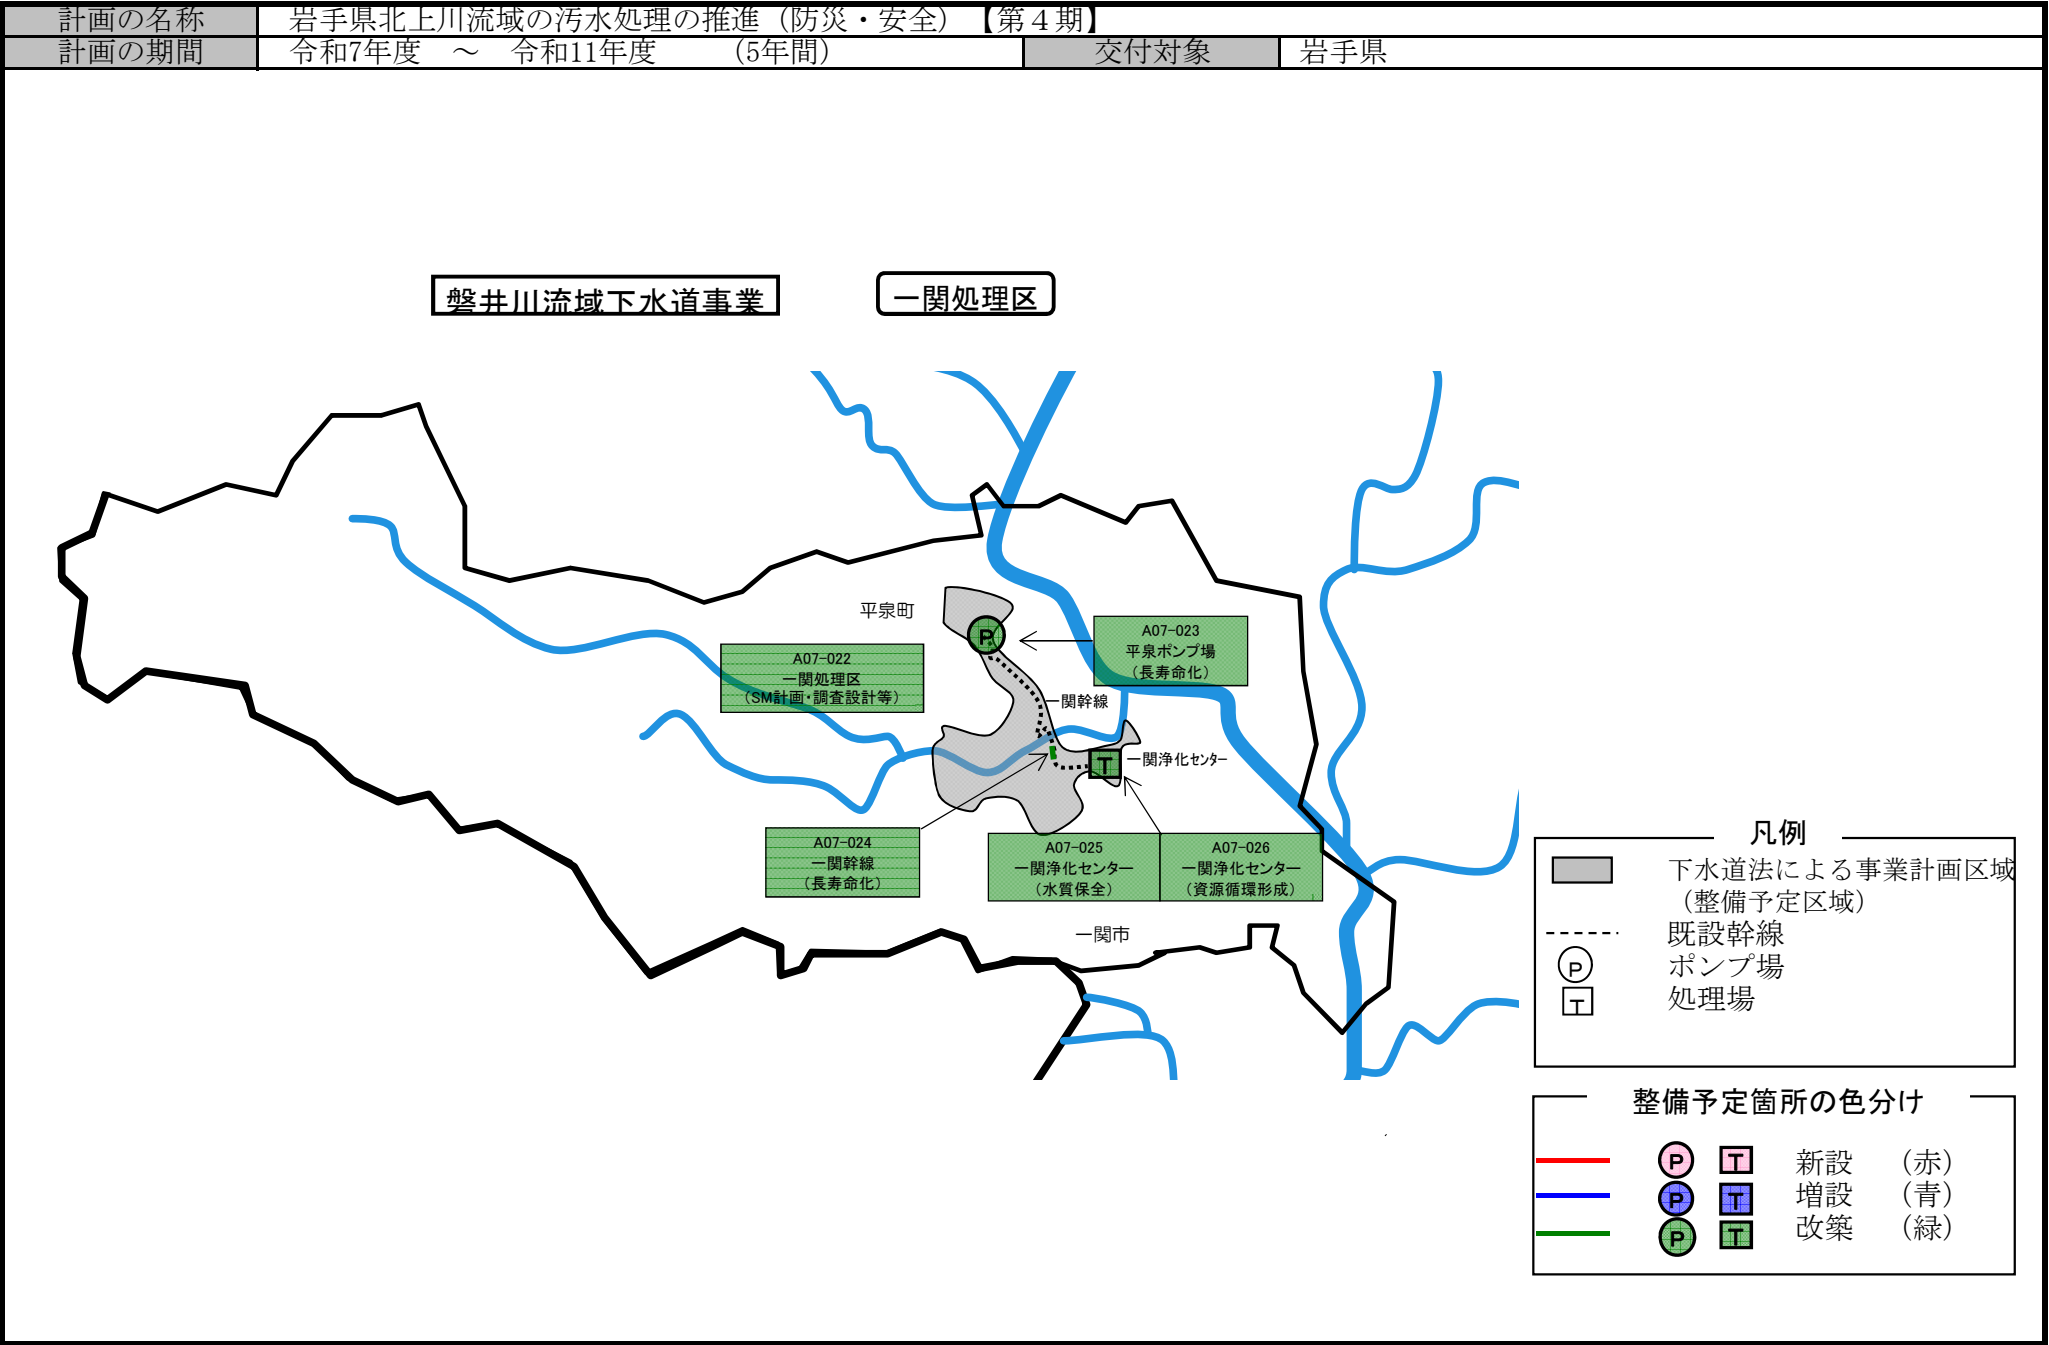 計画の名称 岩手県北上川流域の汚水処理の推進（防災・安全）【第４期】
計画の期間 令和7年度 ～ 令和11年度 （5年間） 交付対象 岩手県
磐井川流域下水道事業 一関処理区
平泉町
A07-023
平泉ポンプ場
（長寿命化）
A07-022
一関処理区
（SM計画・調査設計等）
一関幹線
一関浄化センター
P
T
A07-024
一関幹線
（長寿命化）
A07-025
一関浄化センター
（水質保全）
A07-026
一関浄化センター
（資源循環形成）
一関市
凡例
下水道法による事業計画区域
（整備予定区域）
既設幹線
P ポンプ場
T 処理場
整備予定箇所の色分け
P T 新設 （赤）
P T 増設 （青）
P T 改築 （緑）